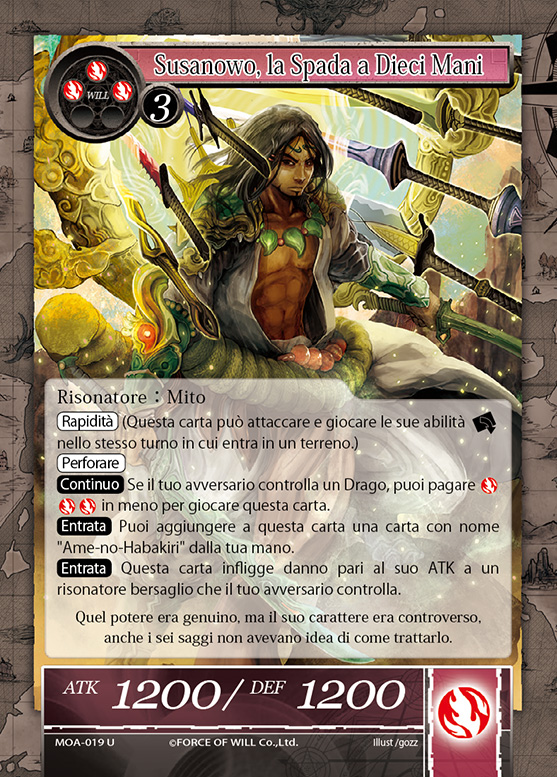 Susanowo, la Spada a Dieci Mani
WILL
3
Risonatore : Mito
Rapidità (Questa carta può attaccare e giocare le sue abilità
nello stesso turno in cui entra in un terreno.)
Perforare
Continuo Se il tuo avversario controlla un Drago, puoi pagare
in meno per giocare questa carta.
Entrata Puoi aggiungere a questa carta una carta con nome
"Ame-no-Habakiri" dalla tua mano.
Entrata Questa carta infligge danno pari al suo ATK a un
risonatore bersaglio che il tuo avversario controlla.
Quel potere era genuino, ma il suo carattere era controverso,
anche i sei saggi non avevano idea di come trattarlo.
ATK 1200 / DEF 1200
MOA-019 U ©FORCE OF WILL Co.,Ltd. Illust /gozz